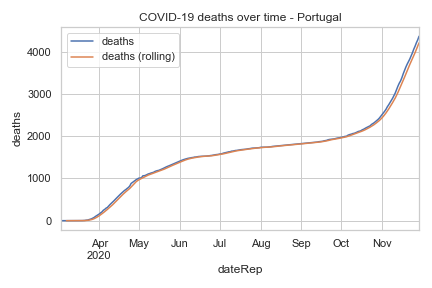 COVID-19 deaths over time - Portugal
deaths
deaths (rolling)
deaths
4000
3000
2000
1000
0
Apr May Jun Jul Aug Sep Oct Nov
2020
dateRep